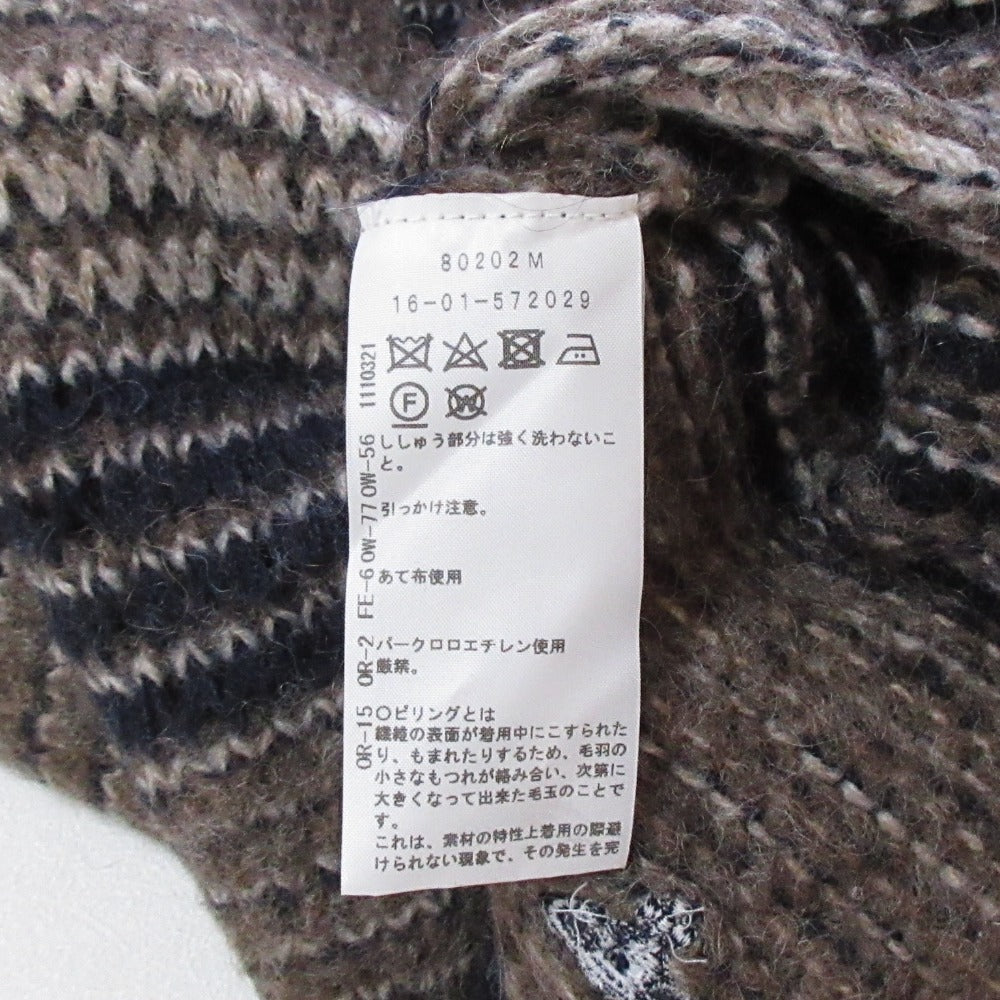 80202M
16-01-572029
F
W
ししゅう部分は強く洗わないこ
と。
引っかけ注意。
あて布使用
パークロロエチレン使用
厳禁。
〇ピリングとは
繊維の表面が着用中にこすられた
り、もまれたりするため、毛羽の
小さなもつれが絡み合い、次第に
大きくなって出来た毛玉のことで
す。
これは、素材の特性上着用の際避
けられない現象で、その発生を完
OR-15 OR-2 FE-6 OW-77 OW-56 1110321